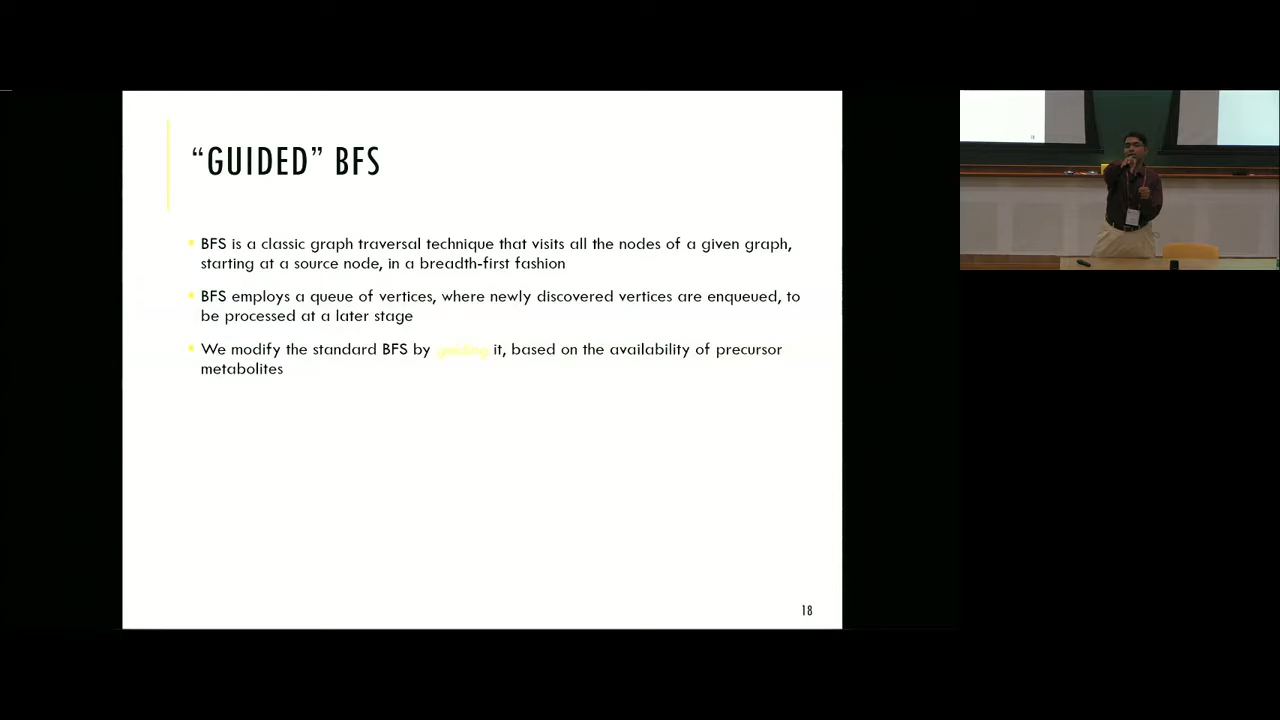 “GUIDED” BFS
▪ BFS is a classic graph traversal technique that visits all the nodes of a given graph,
starting at a source node, in a breadth-first fashion
▪ BFS employs a queue of vertices, where newly discovered vertices are enqueued, to
be processed at a later stage
▪ We modify the standard BFS by guiding it, based on the availability of precursor
metabolites
18